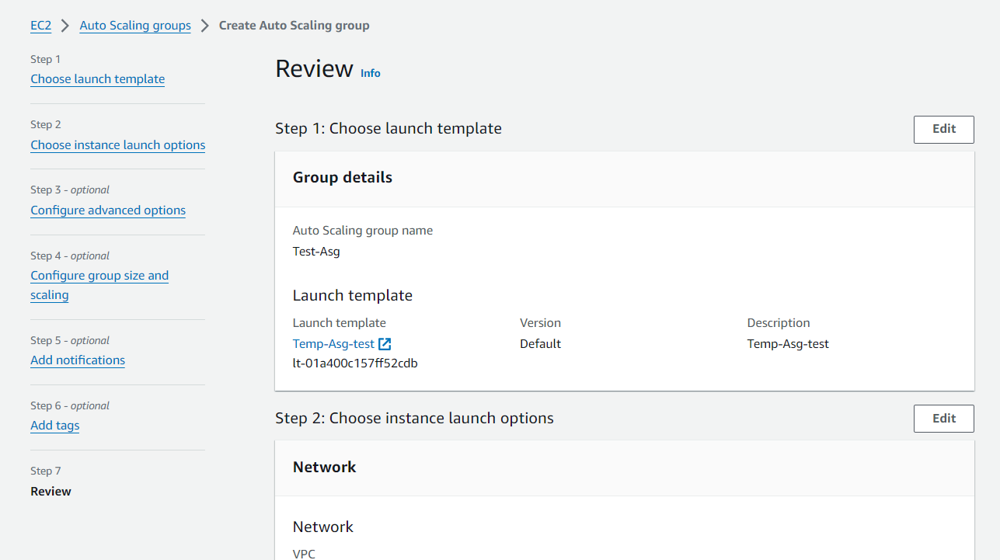 EC2 > Auto Scaling groups > Create Auto Scaling group
Step 1
Choose launch template
Step 2
Choose instance launch options
Step 3 - optional
Configure advanced options
Step 4 - optional
Configure group size and
scaling
Step 5 - optional
Add notifications
Step 6 - optional
Add tags
Step 7
Review
Review Info
Step 1: Choose launch template
Edit
Group details
Auto Scaling group name
Test-Asg
Launch template
Launch template
Temp-Asg-test
lt-01a400c157ff52cdb
Version
Default
Description
Temp-Asg-test
Step 2: Choose instance launch options
Edit
Network
Network
VPC